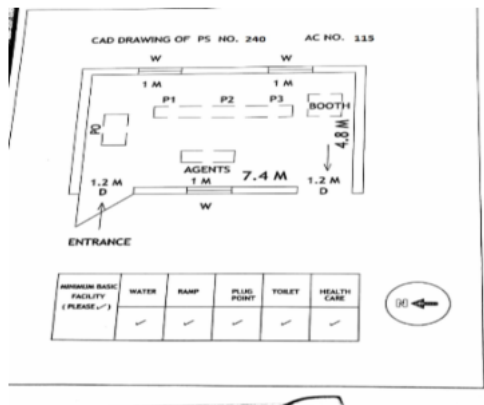 CAD DRAWING OF PS NO. 240 AC NO. 115
W W
1 M 1 M
P1 P2 P3 BOOTH
PO
4.8 M
AGENTS
1.2 M 1 M 7.4 M 1.2 M
D D
W
ENTRANCE
MINIMUM BASIC FACILITY (PLEASE ✓) WATER RAMP PLUG POINT TOILET HEALTH CARE
✓ ✓ ✓ ✓ ✓
N